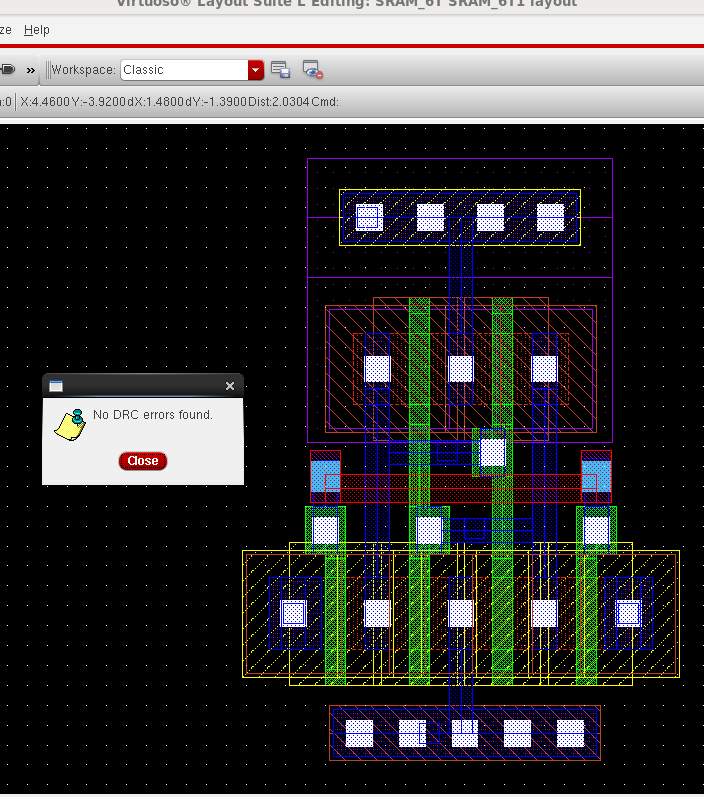 Virtuoso® Layout Suite L Editing: SRAM_6T SRAM_6T1 layout
ze Help
» Workspace: Classic
:0 X:4.4600 Y:-3.9200 dX:1.4800 dY:-1.3900 Dist:2.0304 Cmd:
No DRC errors found.
Close